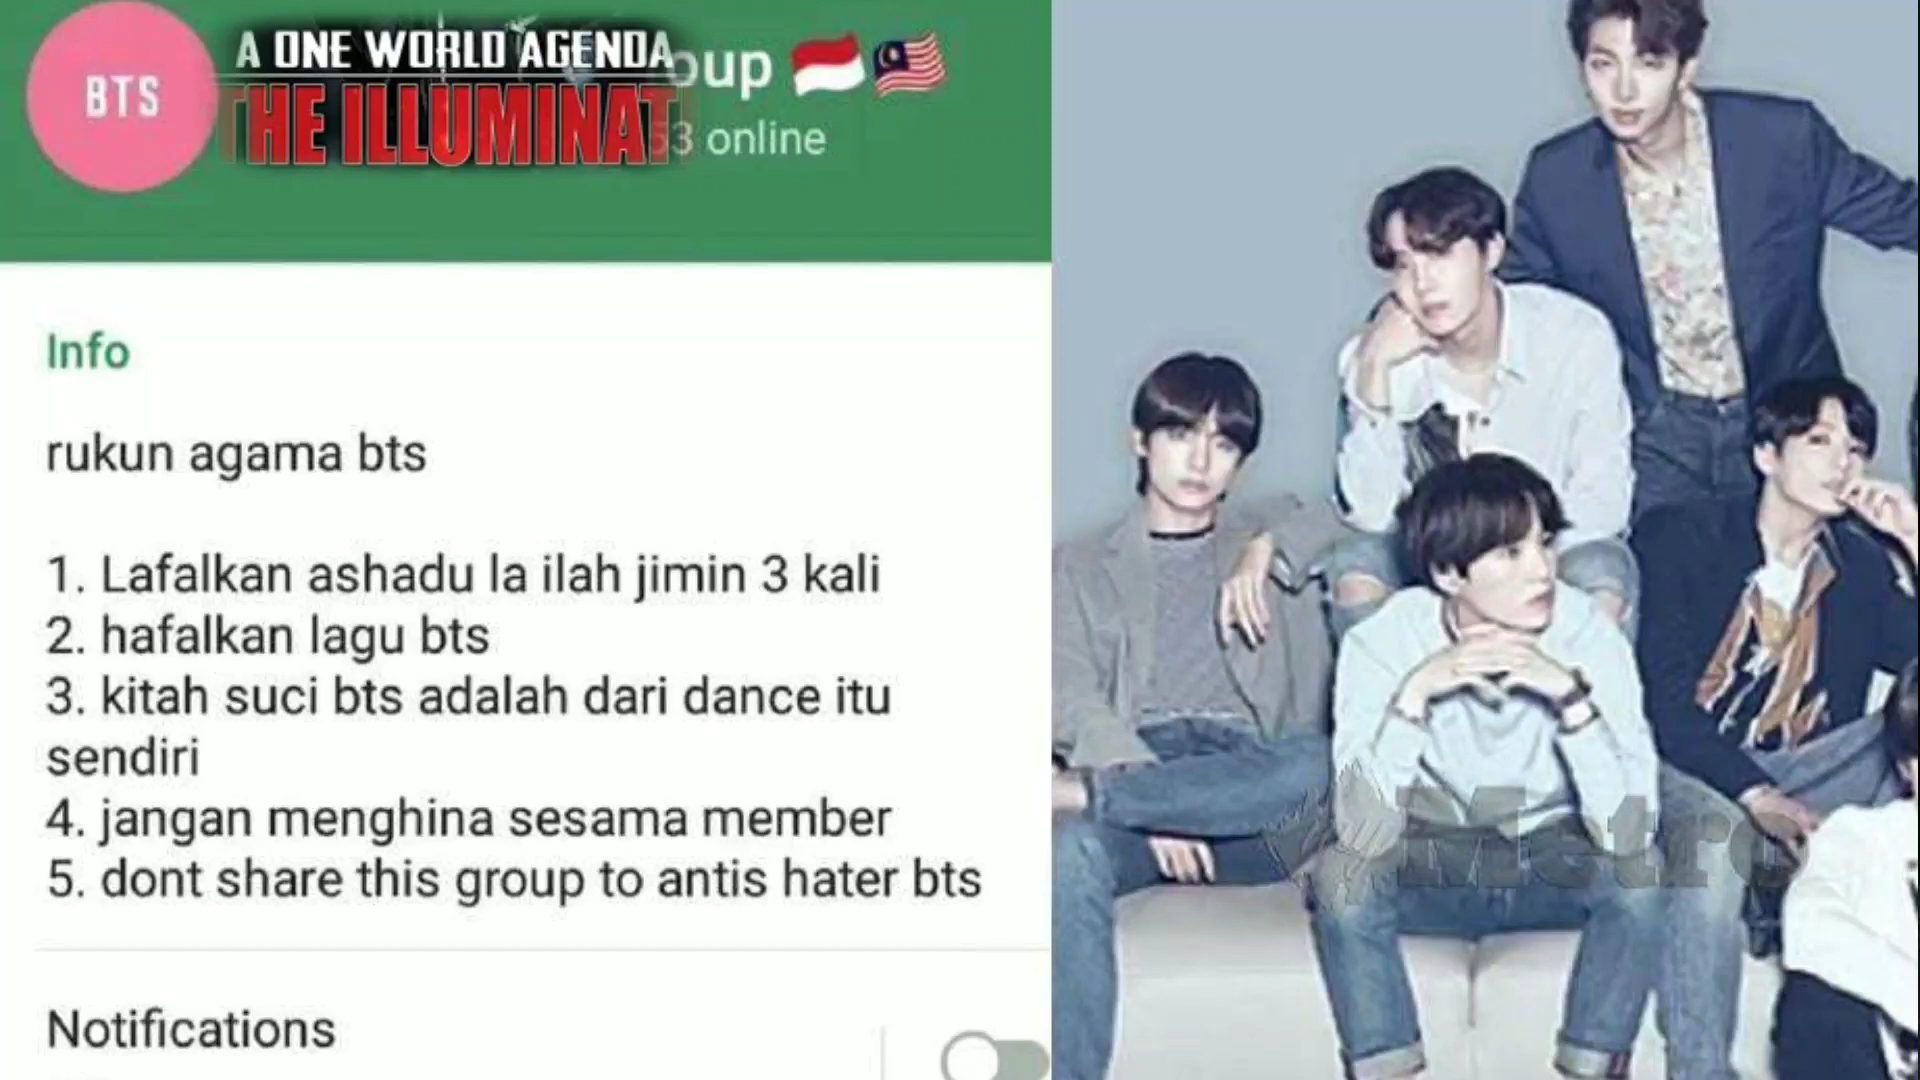 BTS
A ONE WORLD AGENDA
THE ILLUMINATI
oup 🇮🇩🇲🇾
53 online
Info
rukun agama bts
1. Lafalkan ashadu la ilah jimin 3 kali
2. hafalkan lagu bts
3. kitah suci bts adalah dari dance itu
sendiri
4. jangan menghina sesama member
5. dont share this group to antis hater bts
Notifications
Metro